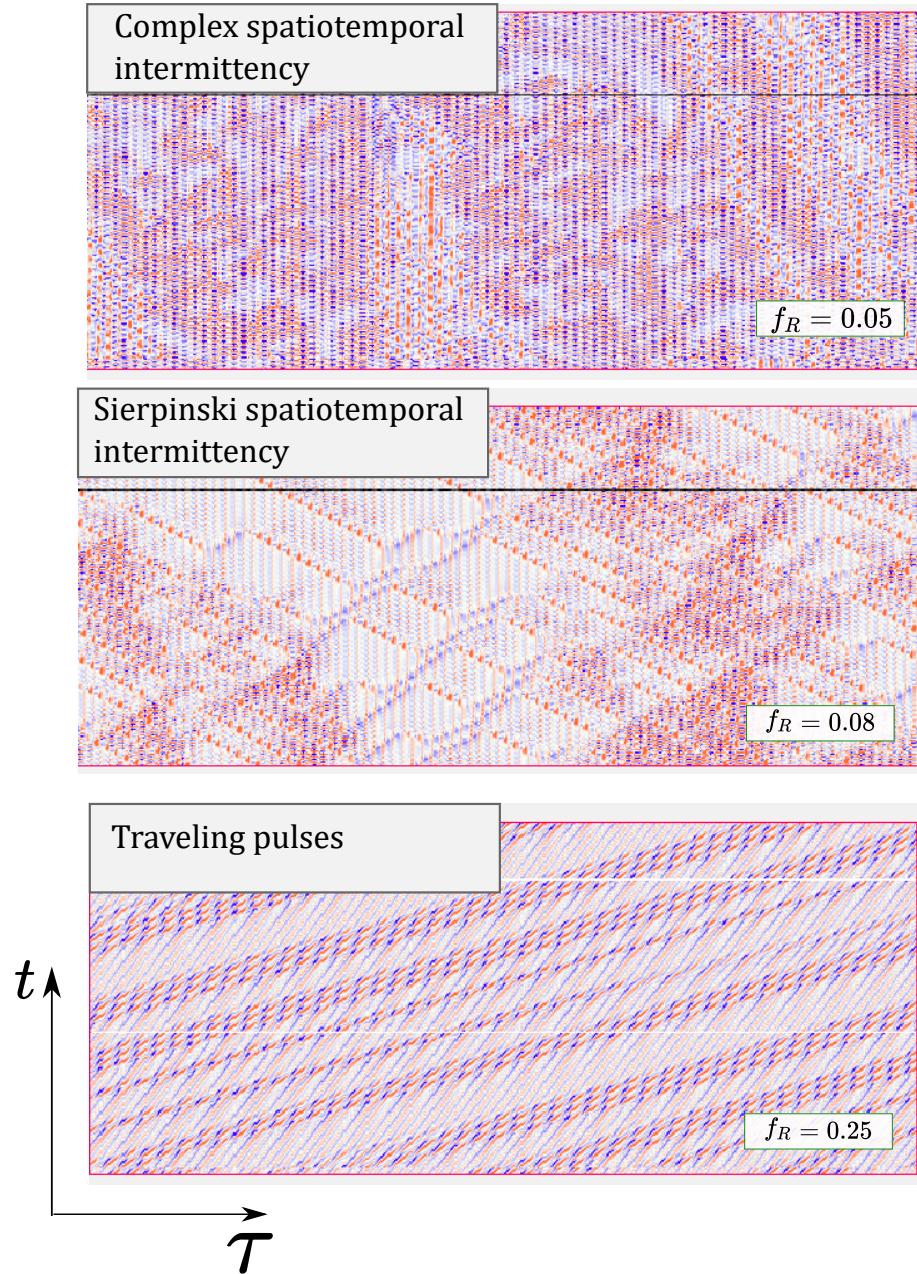 Complex spatiotemporal
intermittency
f_R = 0.05
Sierpinski spatiotemporal
intermittency
f_R = 0.08
Traveling pulses
f_R = 0.25
t
τ